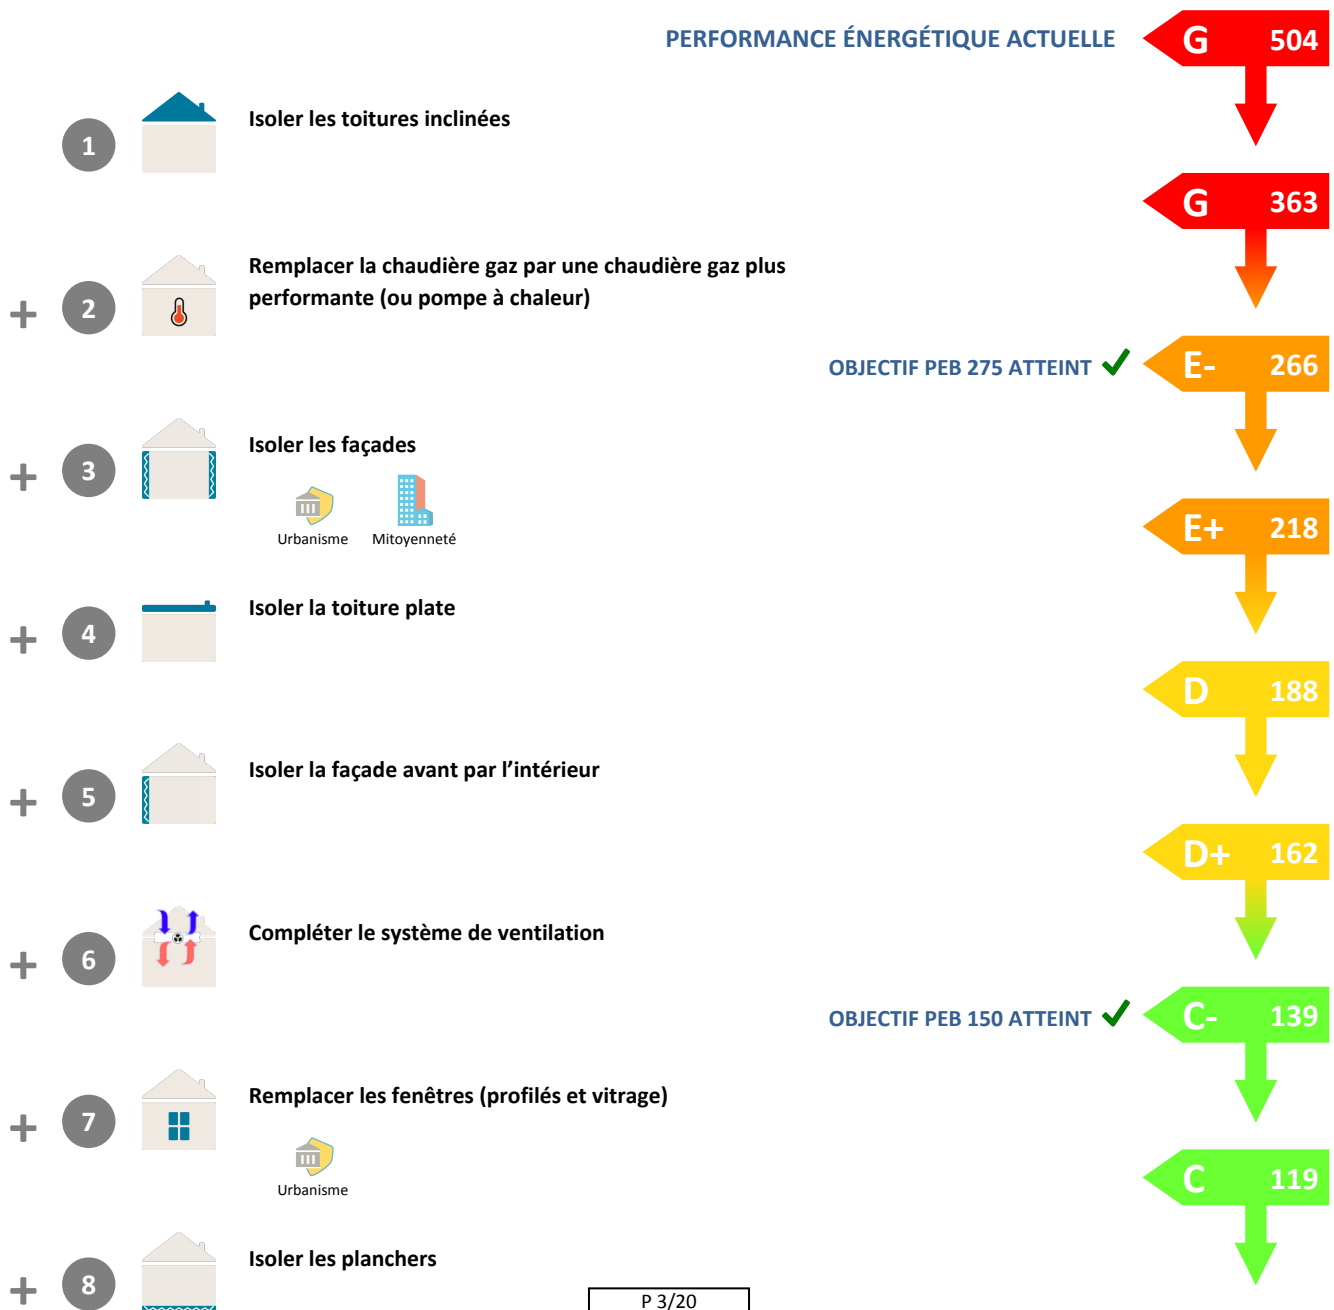 PERFORMANCE ÉNERGÉTIQUE ACTUELLE
G 504
1
Isoler les toitures inclinées
G 363
+ 2
Remplacer la chaudière gaz par une chaudière gaz plus
performante (ou pompe à chaleur)
OBJECTIF PEB 275 ATTEINT
E- 266
+ 3
Isoler les façades
Urbanisme Mitoyenneté
E+ 218
+ 4
Isoler la toiture plate
D 188
+ 5
Isoler la façade avant par l’intérieur
D+ 162
+ 6
Compléter le système de ventilation
OBJECTIF PEB 150 ATTEINT
C- 139
+ 7
Remplacer les fenêtres (profilés et vitrage)
Urbanisme
C 119
+ 8
Isoler les planchers
P 3/20